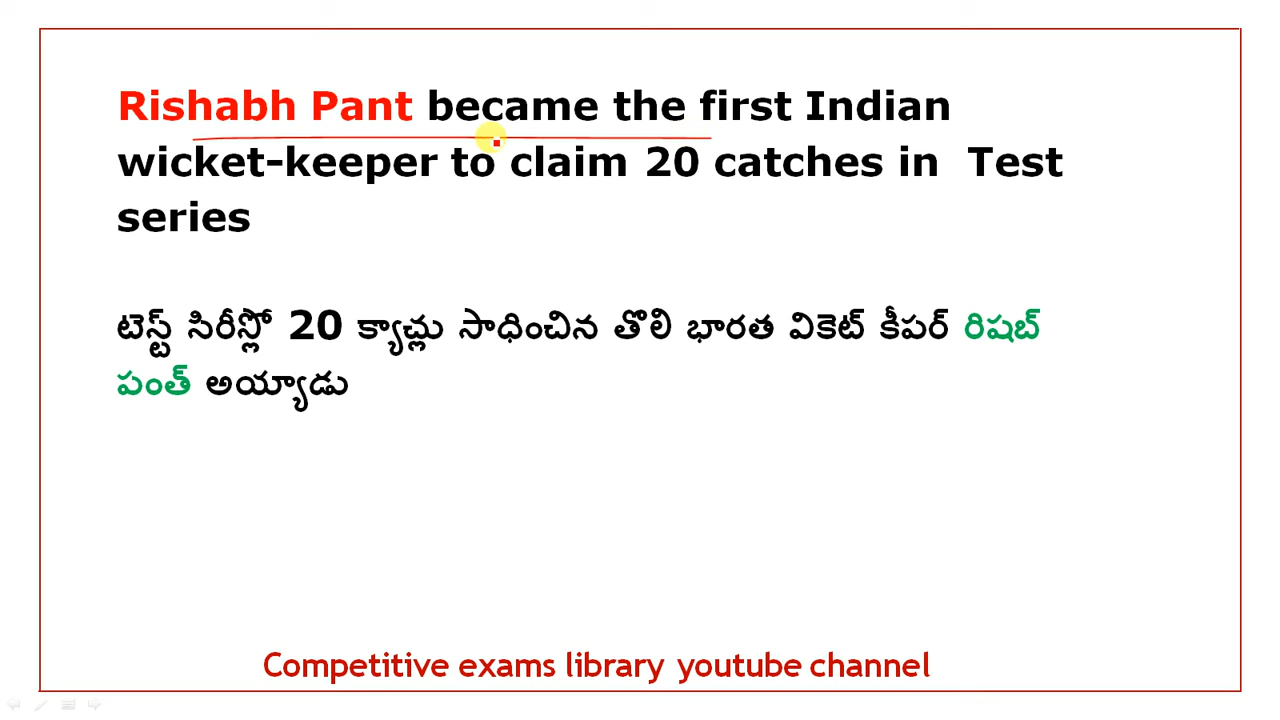 Rishabh Pant became the first Indian
wicket-keeper to claim 20 catches in Test
series
టెస్ట్ సిరీస్లో 20 క్యాచ్లు సాధించిన తొలి భారత వికెట్ కీపర్ రిషబ్
పంత్ అయ్యాడు
Competitive exams library youtube channel